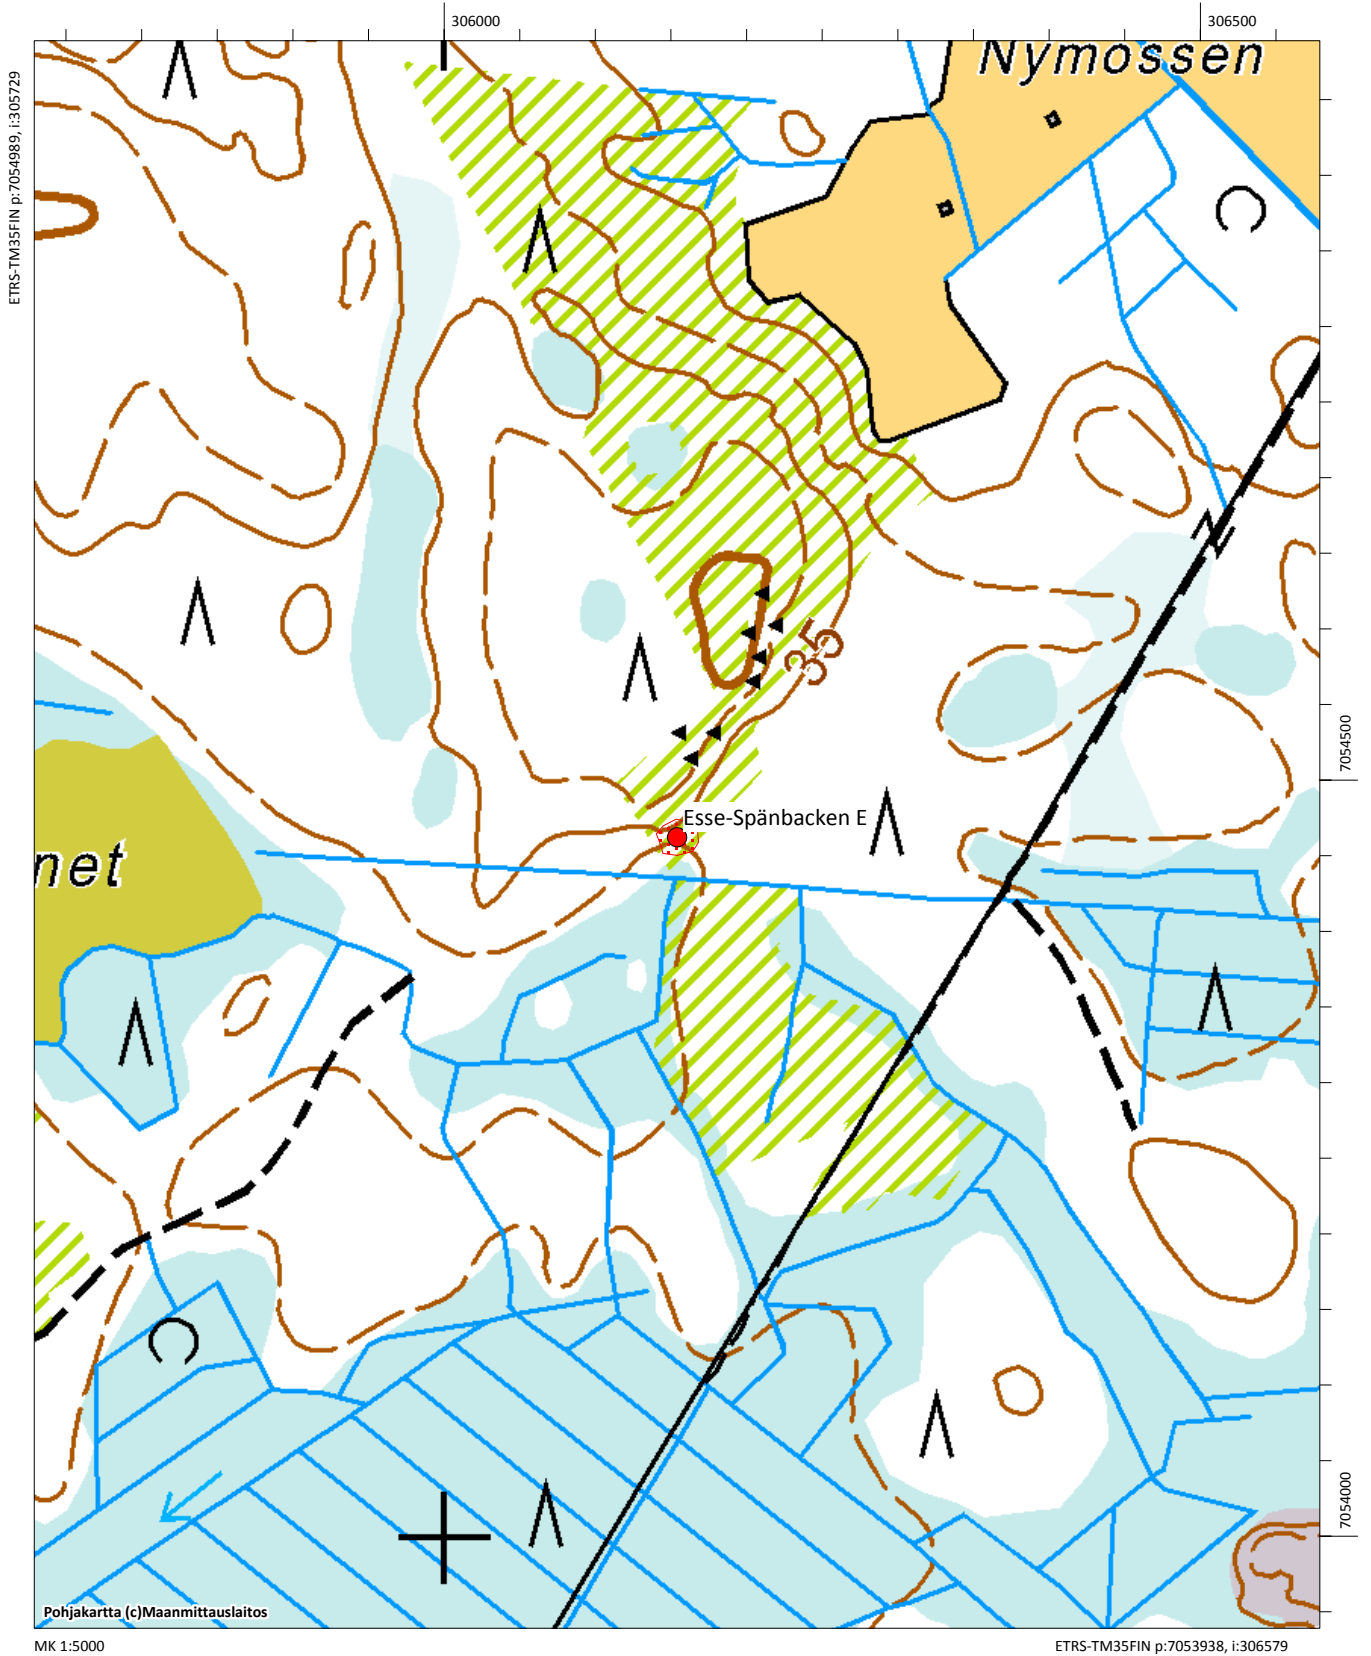 306000
306500
ETRS-TM35FIN p:7054989, i:305729
Nymossen
35
7054500
Esse-Spänbacken E
net
7054000
Pohjakartta (c)Maanmittauslaitos
MK 1:5000
ETRS-TM35FIN p:7053938, i:306579